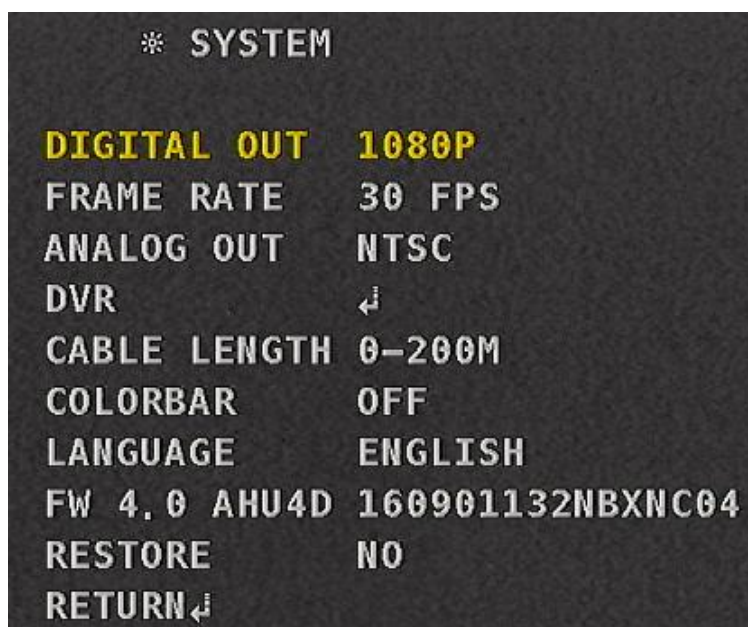 ※ SYSTEM
DIGITAL OUT 1080P
FRAME RATE 30 FPS
ANALOG OUT NTSC
DVR ↲
CABLE LENGTH 0–200M
COLORBAR OFF
LANGUAGE ENGLISH
FW 4.0 AHU4D 160901132NBXNC04
RESTORE NO
RETURN↲